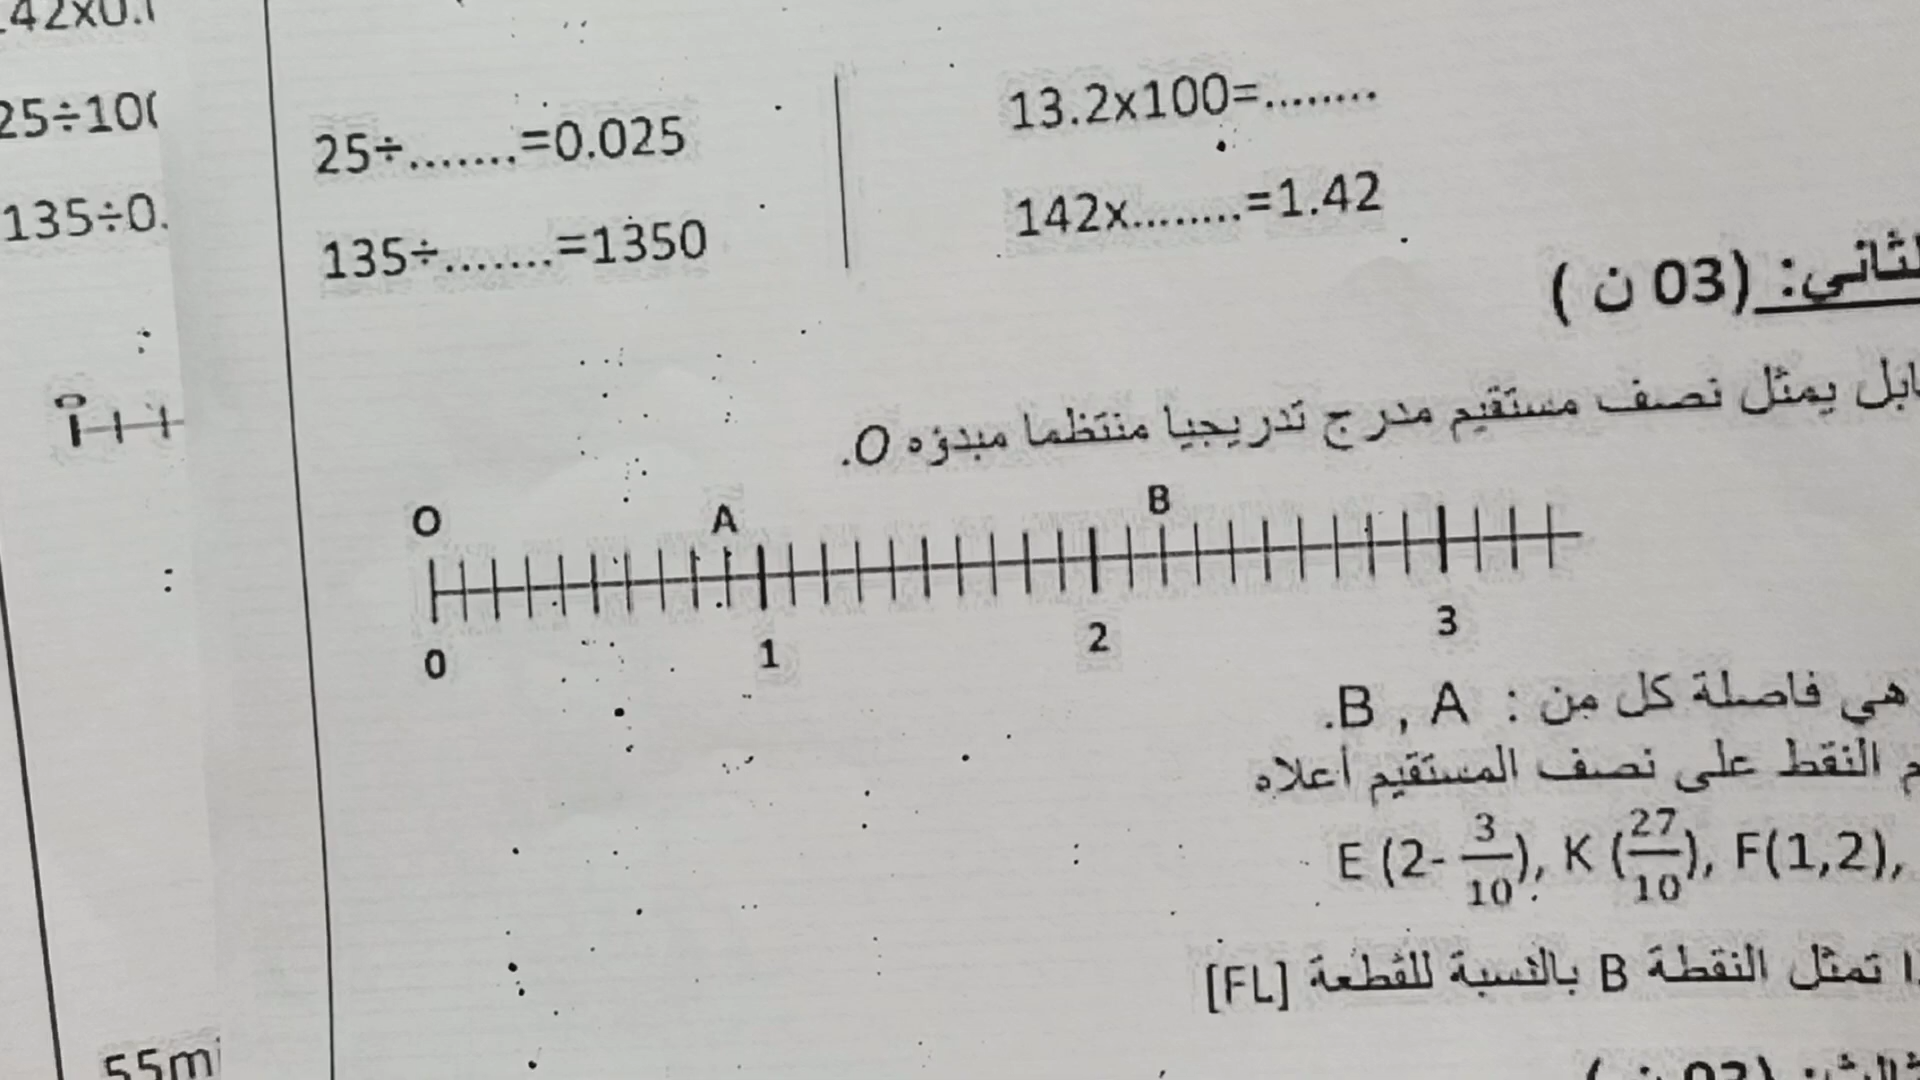 25÷10
135÷0.
55m
13.2x100=........
25÷.......=0.025
142x........=1.42
135÷.......=1350
(03 ن )
يمثل نصف مستقيم مدرج تدريجيا منتظما مبدؤه O.
O A B
0 1 2 3
هي فاصلة كل من : B , A.
النقط على نصف المستقيم أعلاه
E (2- 3/10), K (27/10), F(1,2),
تمثل النقطة B بالنسبة للقطعة [FL]